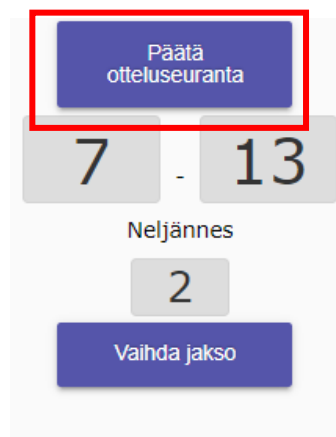 Päätä
otteluseuranta
7 - 13
Neljännes
2
Vaihda jakso